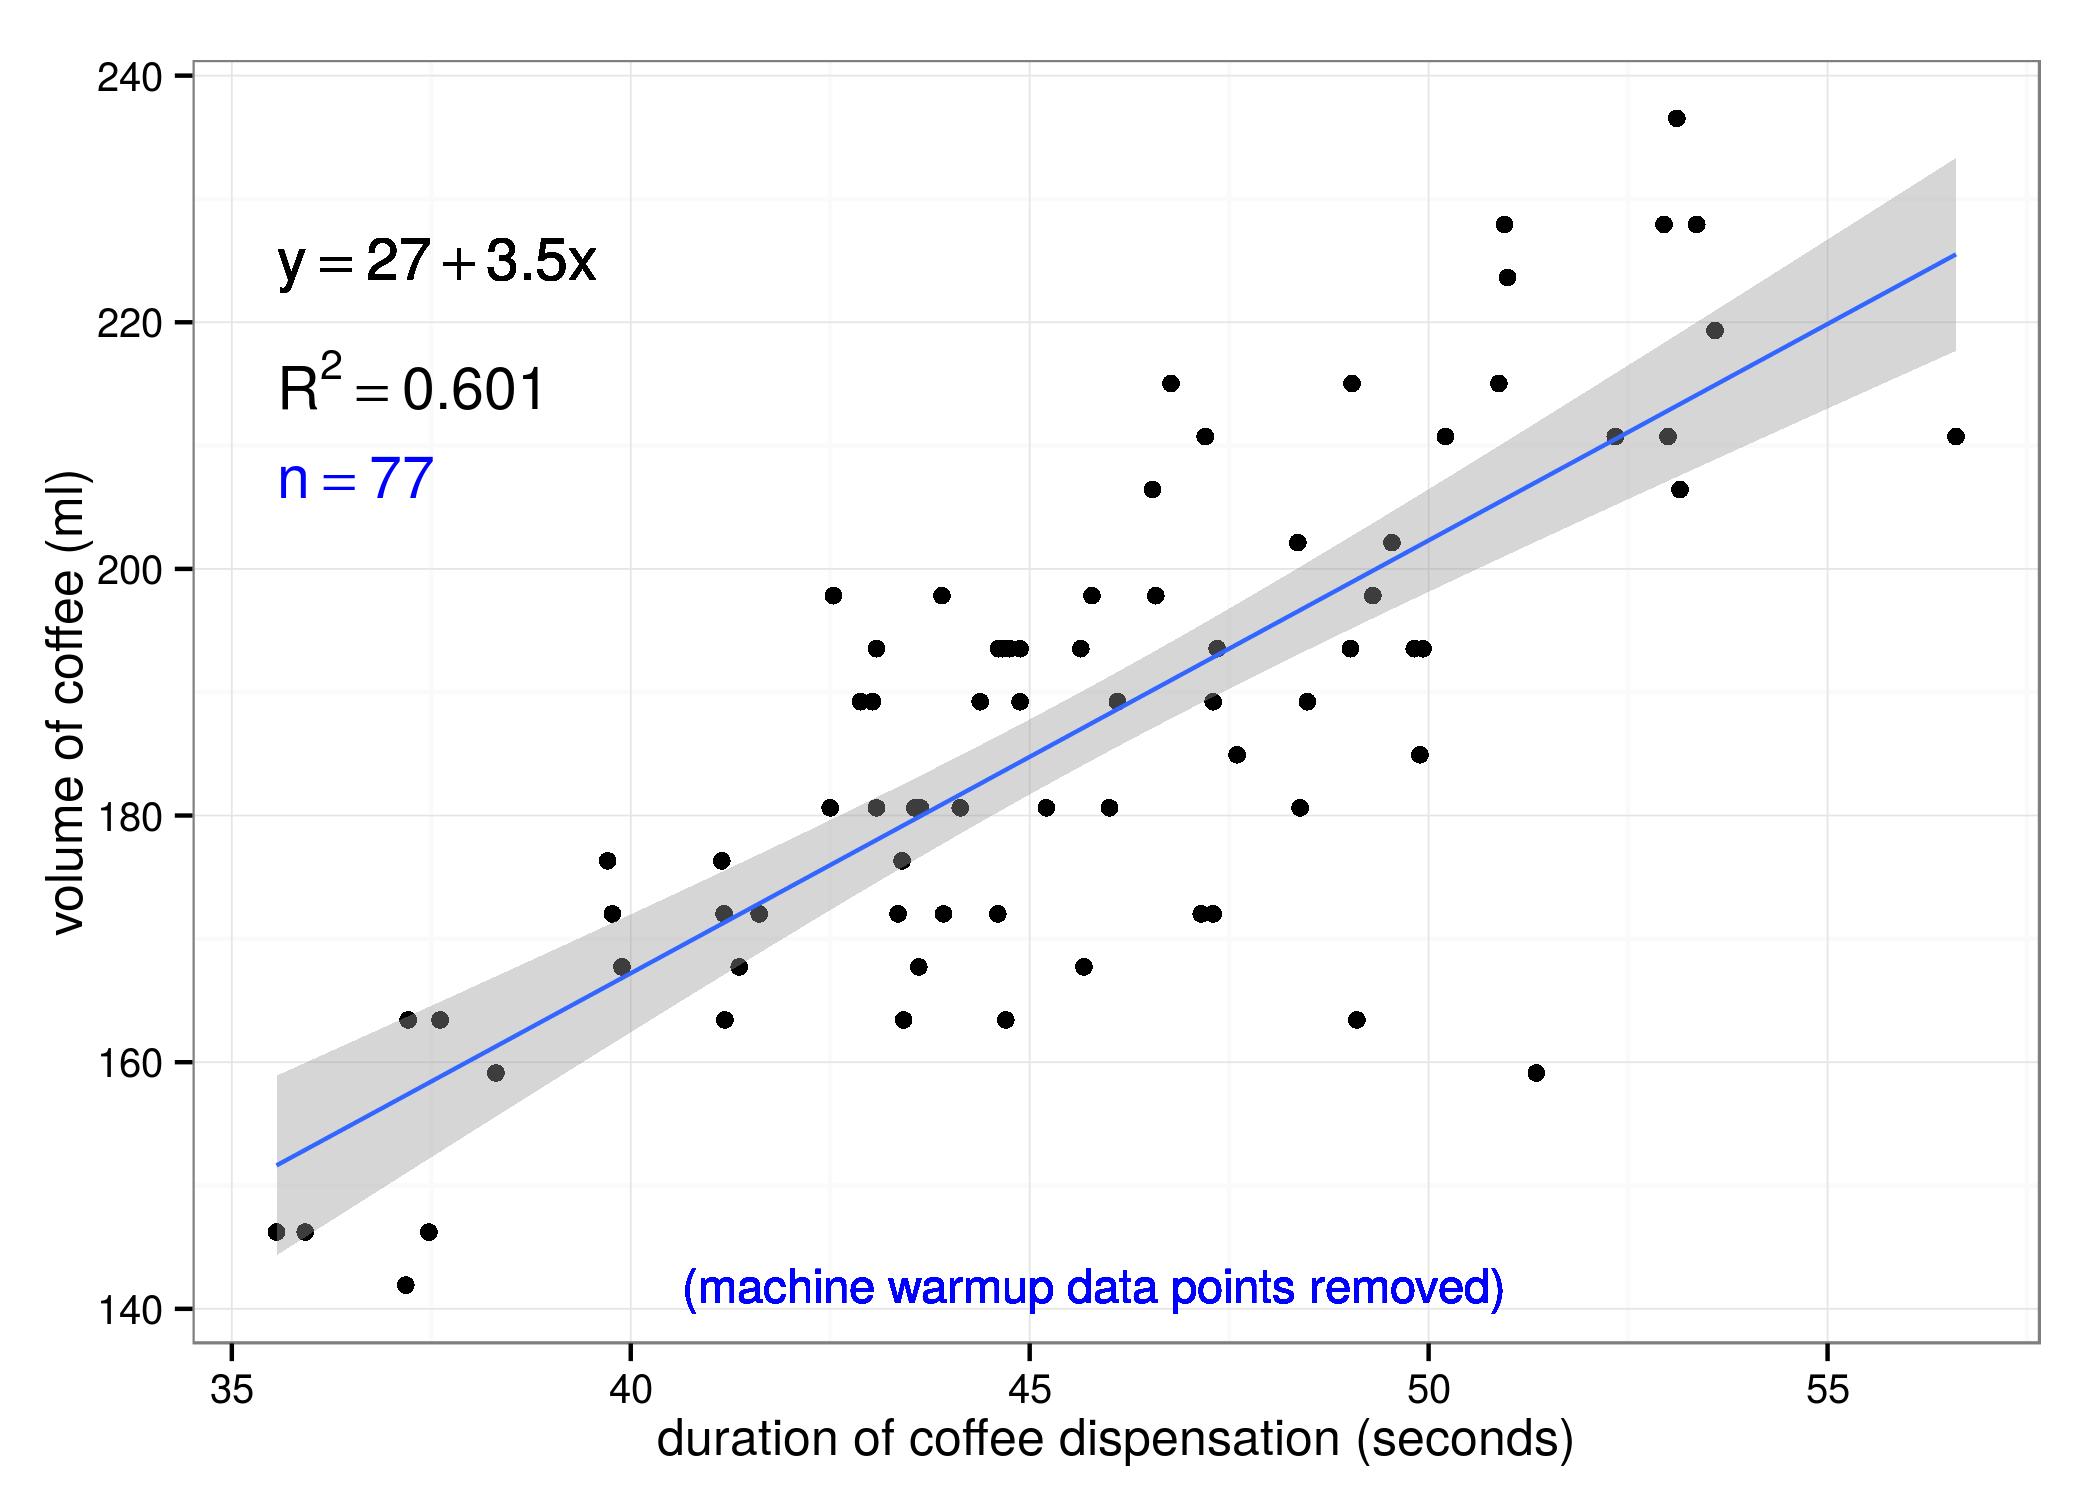 240
y = 27 + 3.5x
220
R² = 0.601
n = 77
volume of coffee (ml)
200
180
160
(machine warmup data points removed)
140
35 40 45 50 55
duration of coffee dispensation (seconds)